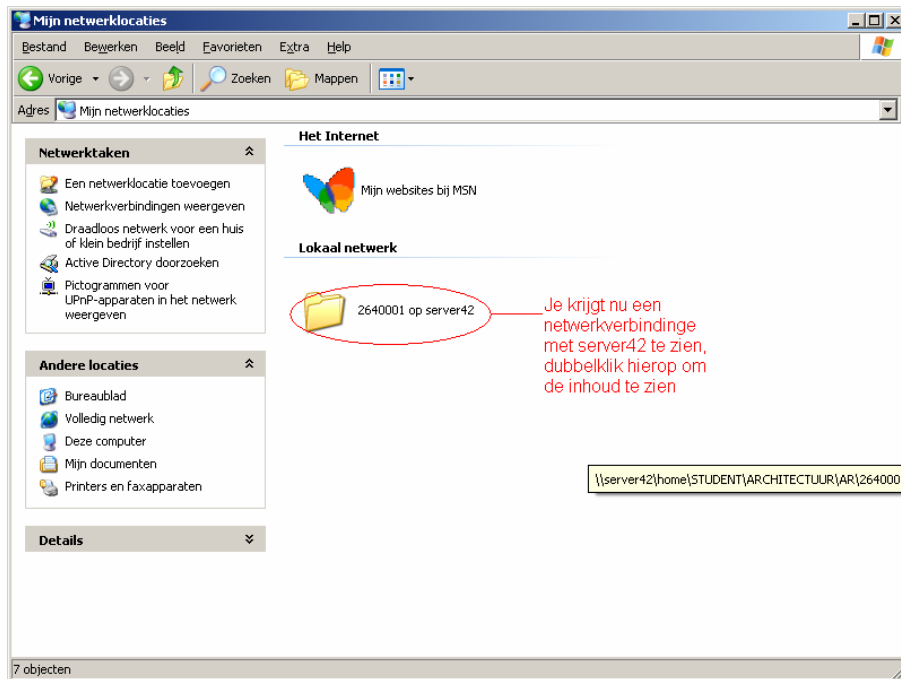 Mijn netwerklocaties
Bestand Bewerken Beeld Eavorieten Extra Help
Vorige Zoeken Mappen
Adres Mijn netwerklocaties
Netwerktaken
Een netwerklocatie toevoegen
Netwerkverbindingen weergeven
Draadloos netwerk voor een huis
of klein bedrijf instellen
Active Directory doorzoeken
Pictogrammen voor
UPnP-apparaten in het netwerk
weergeven
Andere locaties
Bureaublad
Volledig netwerk
Deze computer
Mijn documenten
Printers en faxapparaten
Details
Het Internet
Mijn websites bij MSN
Lokaal netwerk
2640001 op server42
Je krijgt nu een
netwerkverbindinge
met server42 te zien,
dubbelklik hierop om
de inhoud te zien
\\server42\home\STUDENT\ARCHITECTUUR\AR\264000
7 objecten